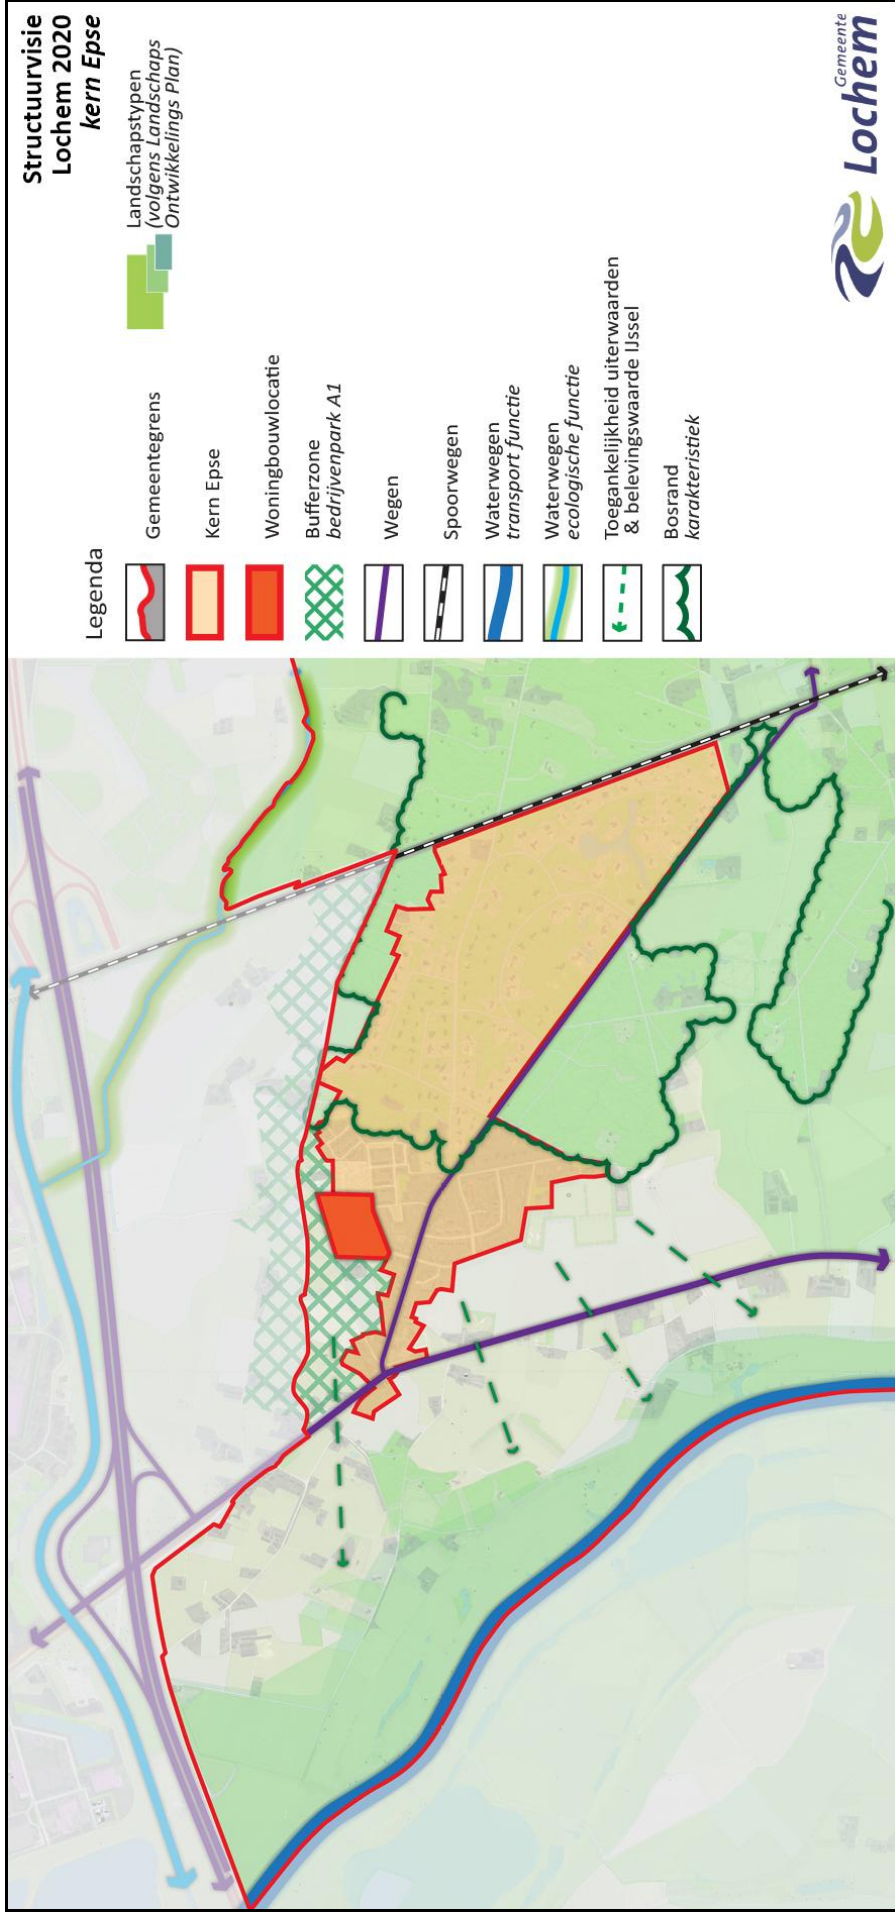 Structuurvisie
Lochem 2020
kern Epse
Legenda
Gemeentegrens
Kern Epse
Woningbouwlocatie
Bufferzone
bedrijvenpark A1
Wegen
Spoorwegen
Waterwegen
transport functie
Waterwegen
ecologische functie
Toegankelijkheid uiterwaarden
& belevingswaarde IJssel
Bosrand
karakteristiek
Landschapstypen
(volgens Landschaps
Ontwikkelings Plan)
Gemeente
Lochem